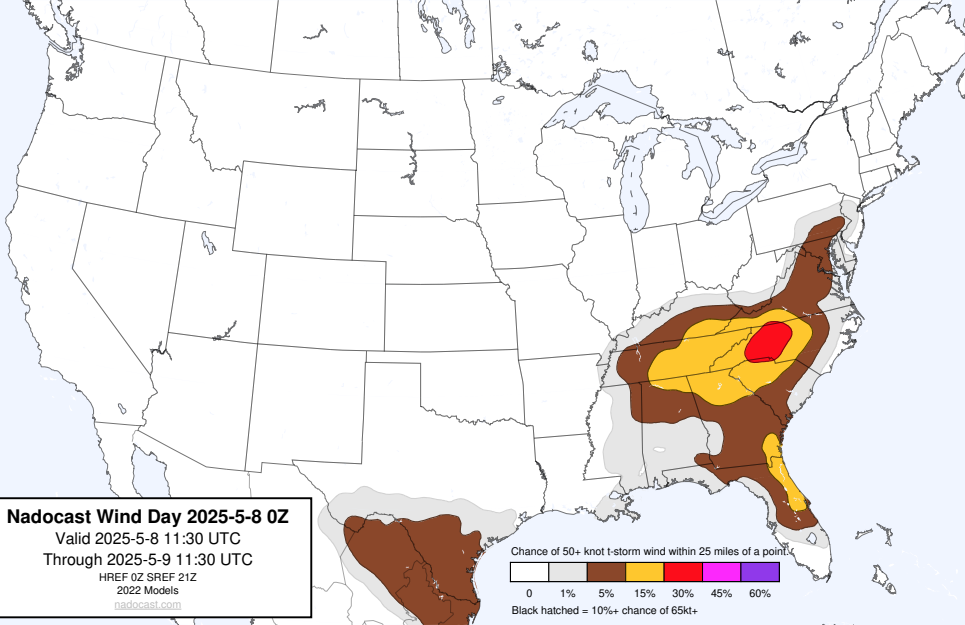 Nadocast Wind Day 2025-5-8 0Z
Valid 2025-5-8 11:30 UTC
Through 2025-5-9 11:30 UTC
HREF 0Z SREF 21Z
2022 Models
nadocast.com
Chance of 50+ knot t-storm wind within 25 miles of a point.
0 1% 5% 15% 30% 45% 60%
Black hatched = 10%+ chance of 65kt+